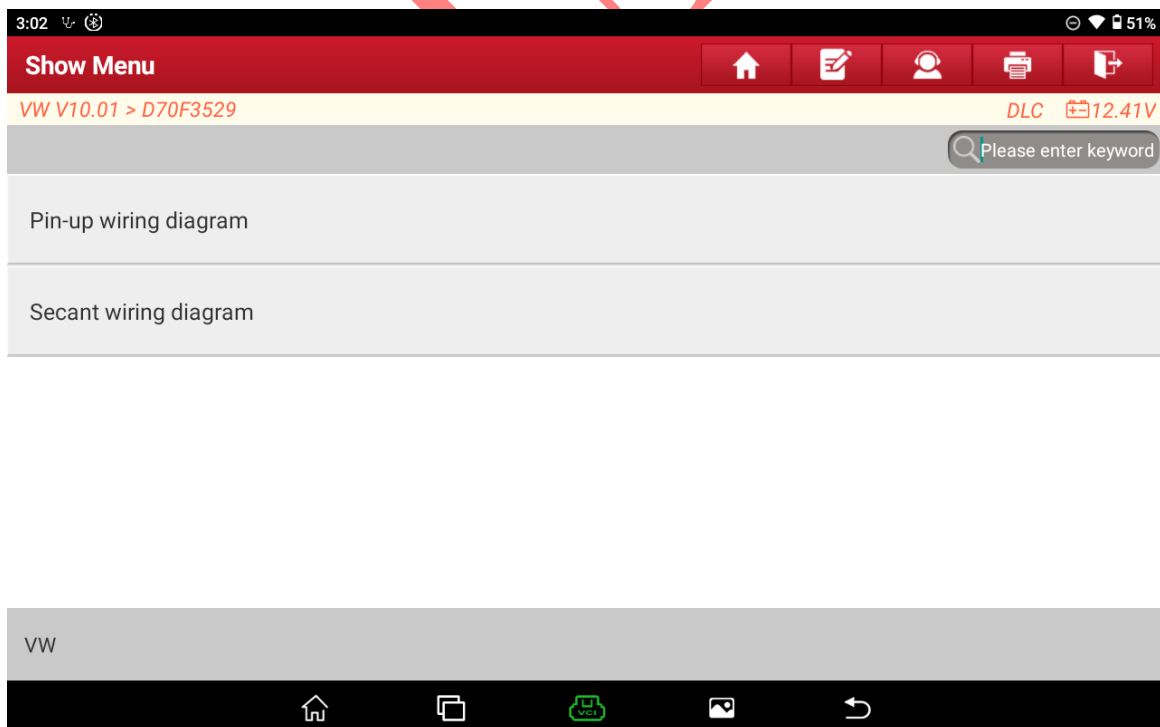 3:02 51%
Show Menu
VW V10.01 > D70F3529 DLC 12.41V
Please enter keyword
Pin-up wiring diagram
Secant wiring diagram
VW
VCI